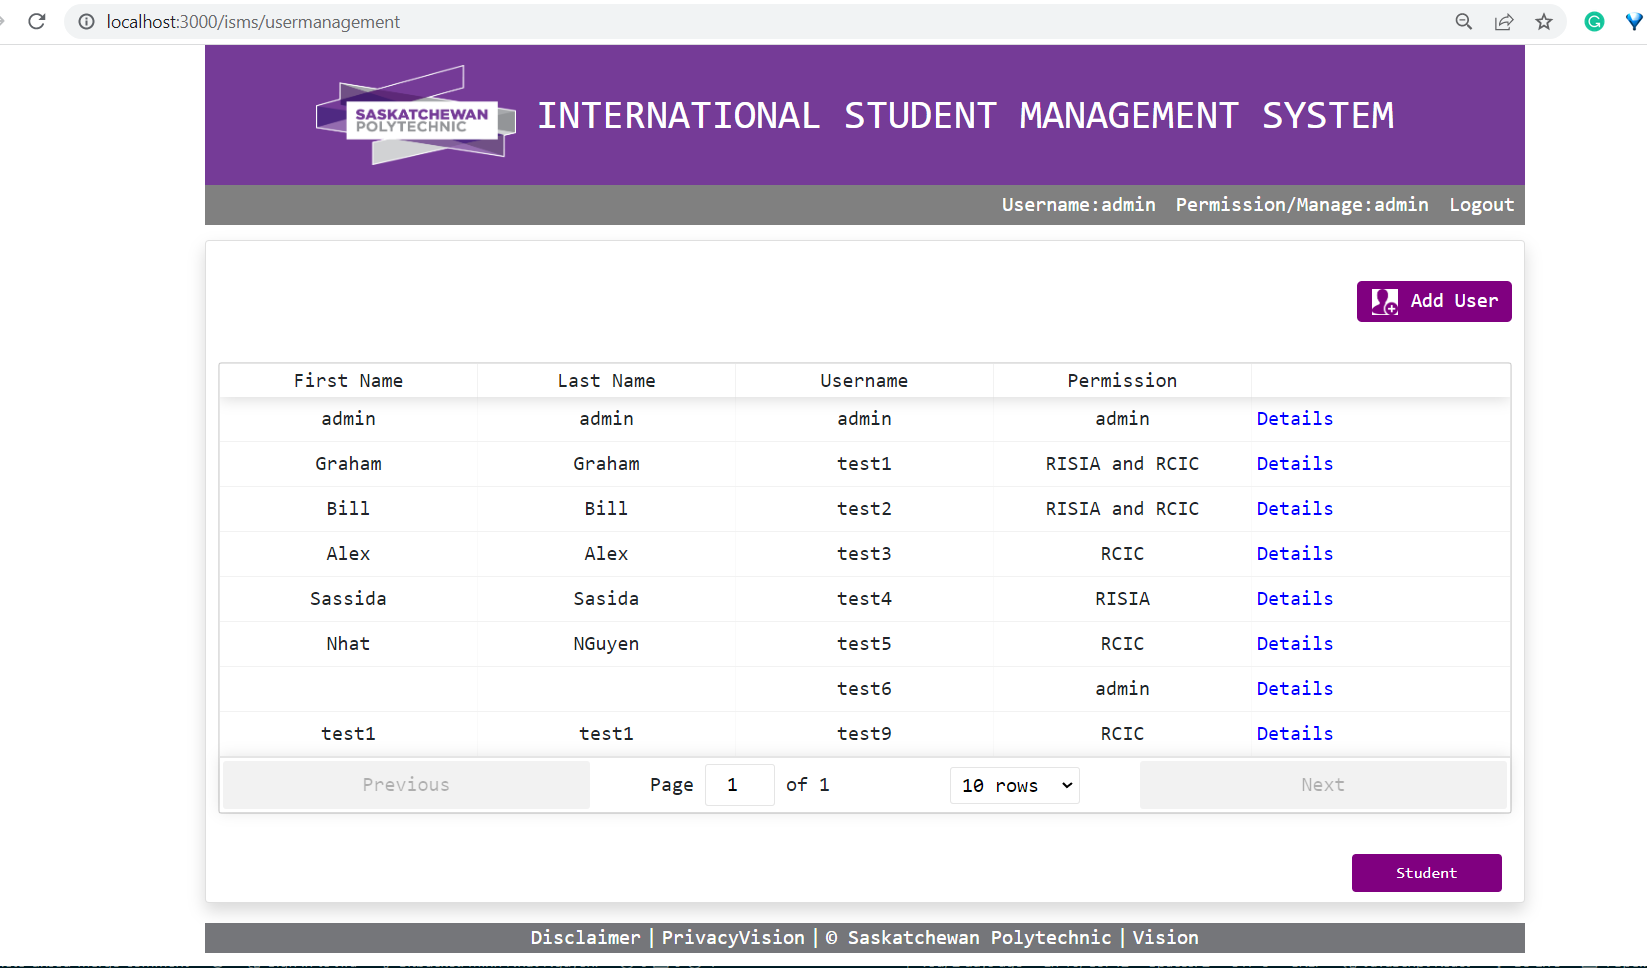 localhost:3000/isms/usermanagement
SASKATCHEWAN
POLYTECHNIC
INTERNATIONAL STUDENT MANAGEMENT SYSTEM
Username:admin Permission/Manage:admin Logout
Add User
First Name Last Name Username Permission
admin admin admin admin Details
Graham Graham test1 RISIA and RCIC Details
Bill Bill test2 RISIA and RCIC Details
Alex Alex test3 RCIC Details
Sassida Sasida test4 RISIA Details
Nhat NGuyen test5 RCIC Details
test6 admin Details
test1 test1 test9 RCIC Details
Previous Page 1 of 1 10 rows Next
Student
Disclaimer | PrivacyVision | © Saskatchewan Polytechnic | Vision